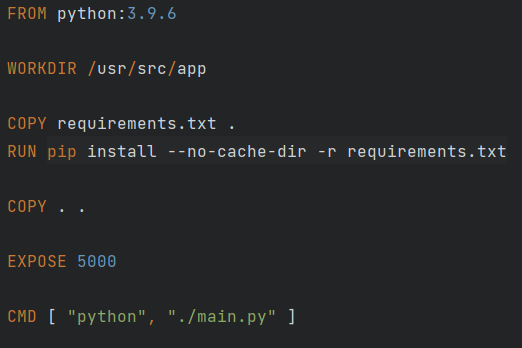 FROM python:3.9.6
WORKDIR /usr/src/app
COPY requirements.txt .
RUN pip install --no-cache-dir -r requirements.txt
COPY . .
EXPOSE 5000
CMD [ "python", "./main.py" ]